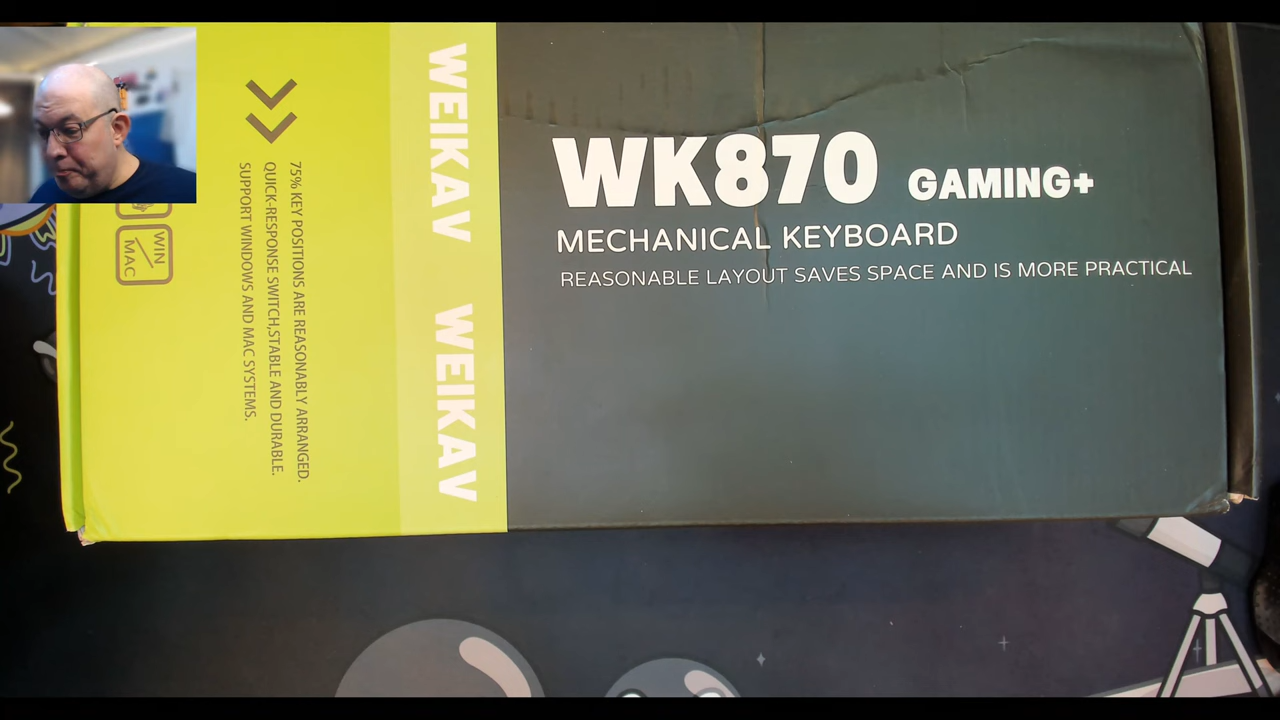 WEIKAV WEIKAV
75% KEY POSITIONS ARE REASONABLY ARRANGED.
QUICK-RESPONSE SWITCH,STABLE AND DURABLE.
SUPPORT WINDOWS AND MAC SYSTEMS.
WIN
MAC
WK870 GAMING+
MECHANICAL KEYBOARD
REASONABLE LAYOUT SAVES SPACE AND IS MORE PRACTICAL